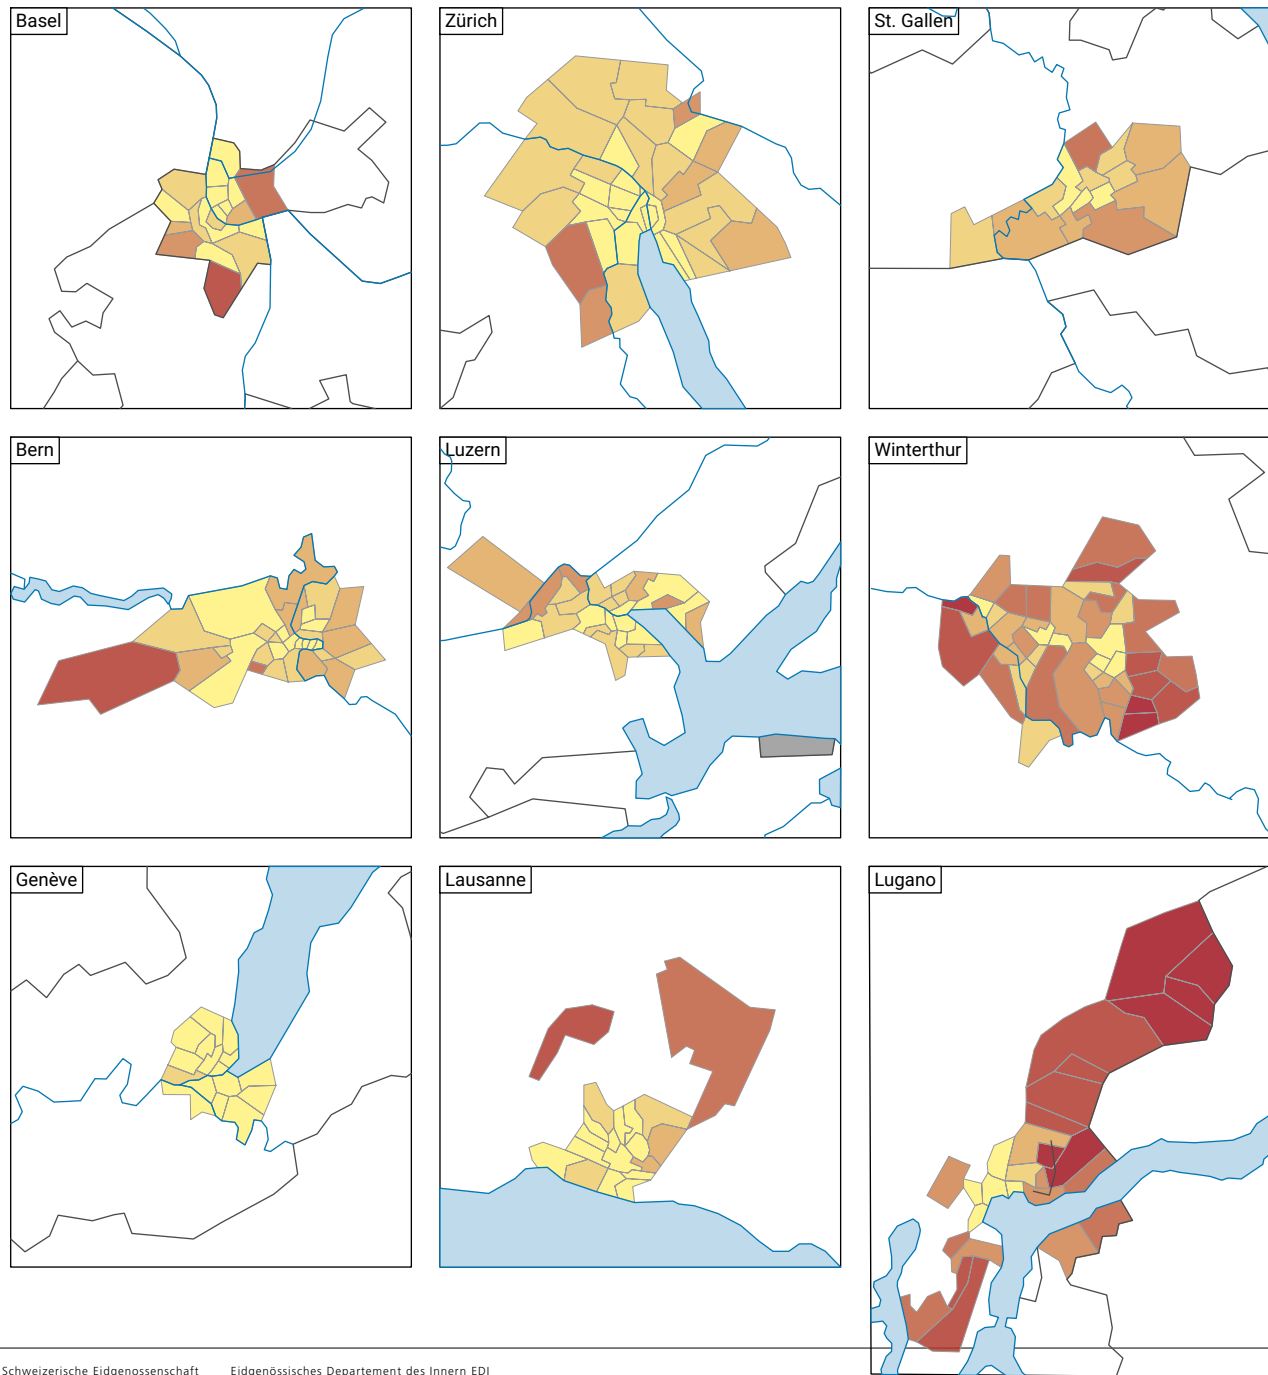 Basel
Zürich
St. Gallen
Bern
Luzern
Winterthur
Genève
Lausanne
Lugano
Schweizerische Eidgenossenschaft
Eidgenössisches Departement des Innern EDI